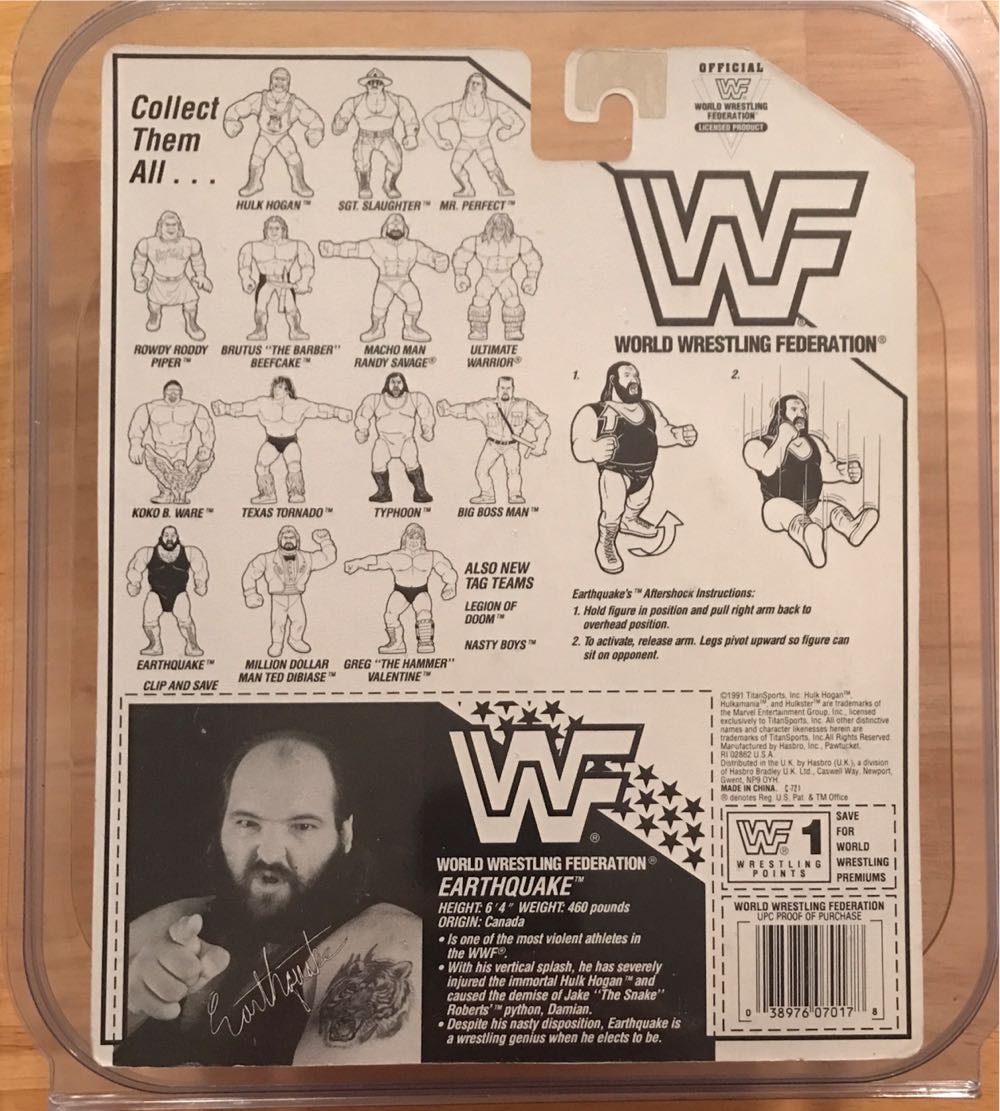 Collect
Them
All . . .
HULK HOGAN™
SGT. SLAUGHTER™
MR. PERFECT™
ROWDY RODDY
PIPER™
BRUTUS "THE BARBER"
BEEFCAKE™
MACHO MAN
RANDY SAVAGE®
ULTIMATE
WARRIOR®
KOKO B. WARE™
TEXAS TORNADO™
TYPHOON™
BIG BOSS MAN™
EARTHQUAKE™
MILLION DOLLAR
MAN TED DIBIASE™
GREG "THE HAMMER"
VALENTINE™
ALSO NEW
TAG TEAMS
LEGION OF
DOOM™
NASTY BOYS™
CLIP AND SAVE
OFFICIAL
WF
WORLD WRESTLING
FEDERATION
LICENSED PRODUCT
WF®
WORLD WRESTLING FEDERATION®
1.
2.
Earthquake's™ Aftershock Instructions:
1. Hold figure in position and pull right arm back to
overhead position.
2. To activate, release arm. Legs pivot upward so figure can
sit on opponent.
Earthquake
WF®
WORLD WRESTLING FEDERATION®
EARTHQUAKE™
HEIGHT: 6'4" WEIGHT: 460 pounds
ORIGIN: Canada
• Is one of the most violent athletes in
the WWF®.
• With his vertical splash, he has severely
injured the immortal Hulk Hogan™ and
caused the demise of Jake "The Snake"
Roberts'™ python, Damian.
• Despite his nasty disposition, Earthquake is
a wrestling genius when he elects to be.
©1991 TitanSports, Inc. Hulk Hogan™,
Hulkamania™, and Hulkster™ are trademarks of
the Marvel Entertainment Group, Inc., licensed
exclusively to TitanSports, Inc. All other distinctive
names and character likenesses herein are
trademarks of TitanSports, Inc. All Rights Reserved.
Manufactured by Hasbro, Inc., Pawtucket,
RI 02862 U.S.A.
Distributed in the U.K. by Hasbro (U.K.), a division
of Hasbro Bradley U.K. Ltd., Caswell Way, Newport,
Gwent, NP9 0YH.
MADE IN CHINA. C-721
® denotes Reg. U.S. Pat. & TM Office
WF® 1
WRESTLING
POINTS
SAVE
FOR
WORLD
WRESTLING
PREMIUMS
WORLD WRESTLING FEDERATION
UPC PROOF OF PURCHASE
0 38976 07017 8